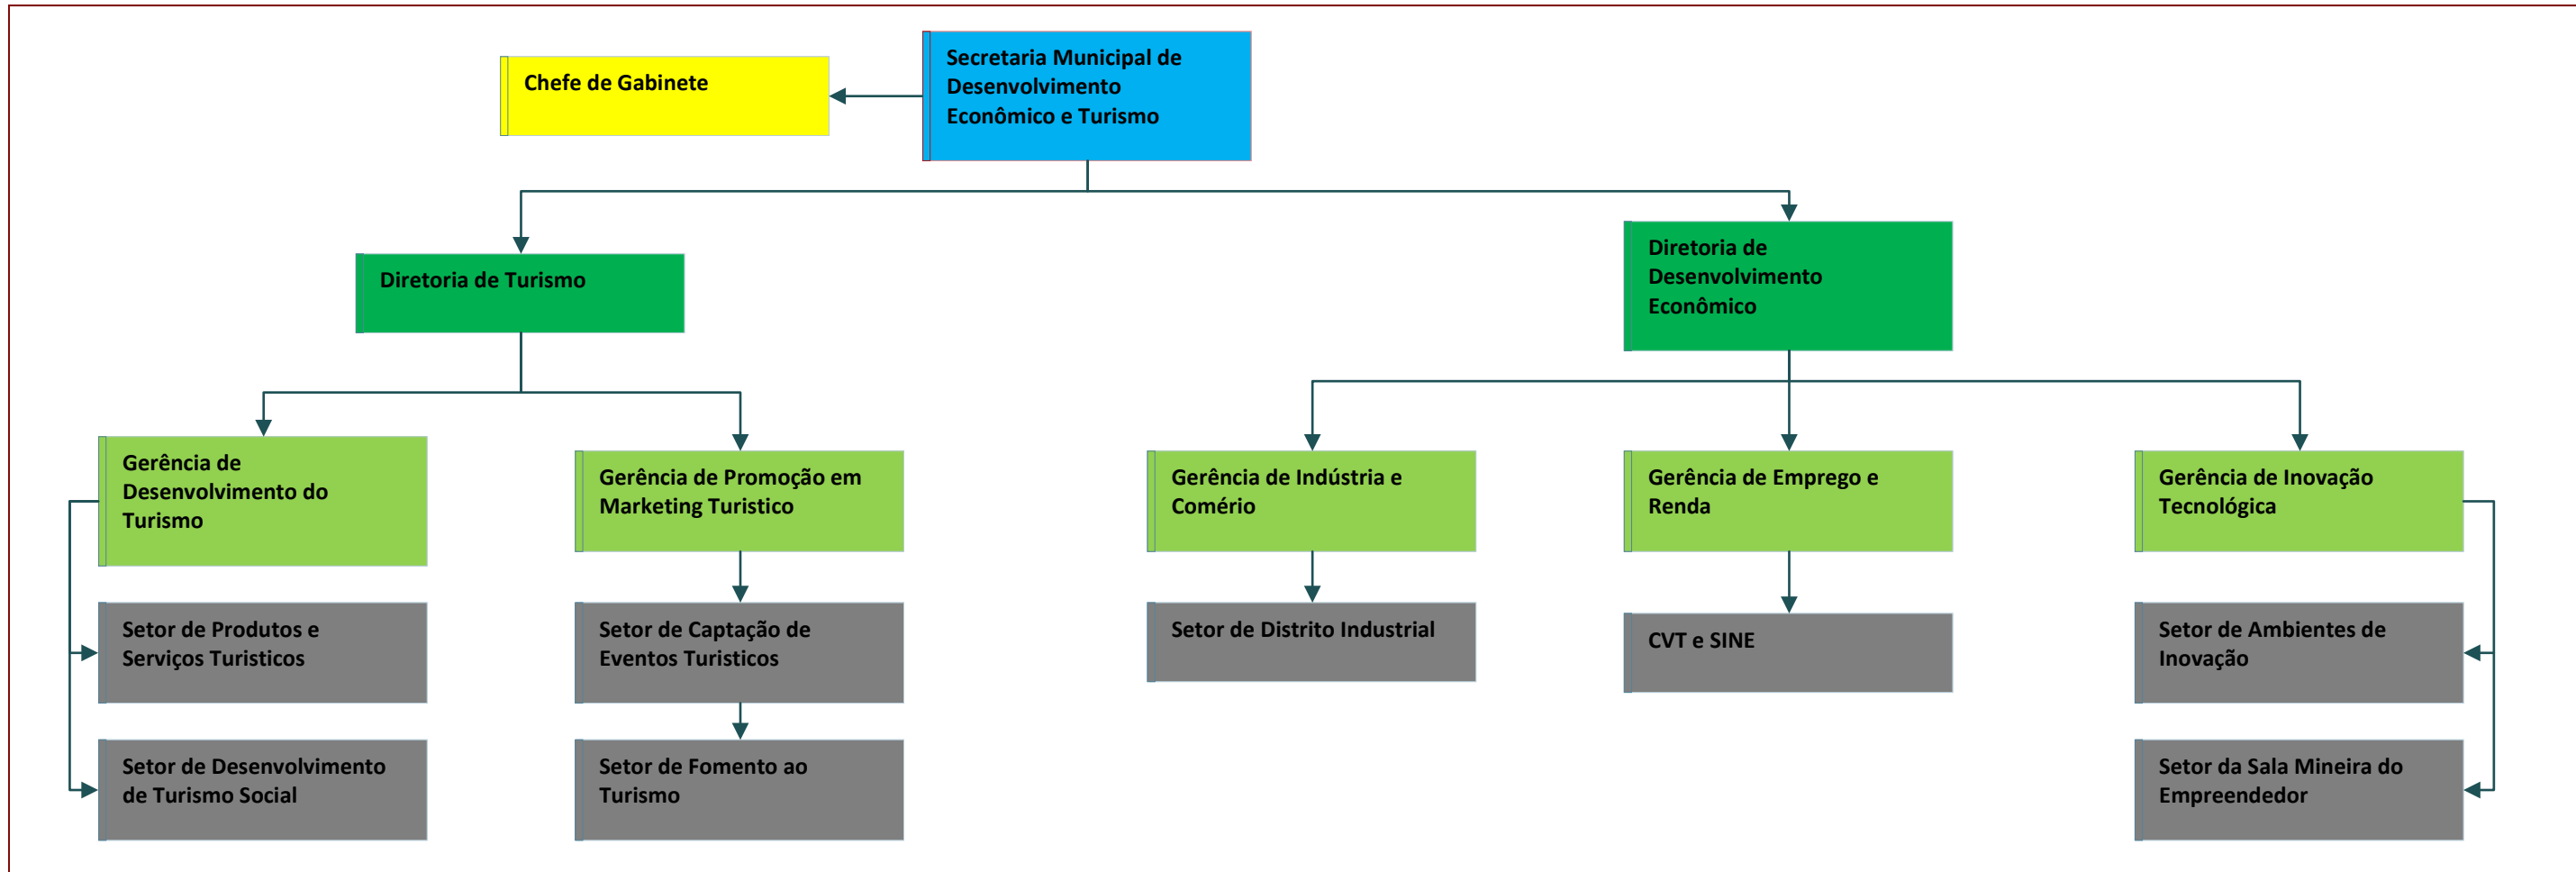 Chefe de Gabinete
Secretaria Municipal de
Desenvolvimento
Econômico e Turismo
Diretoria de Turismo
Diretoria de
Desenvolvimento
Econômico
Gerência de
Desenvolvimento do
Turismo
Gerência de Promoção em
Marketing Turistico
Gerência de Indústria e
Comério
Gerência de Emprego e
Renda
Gerência de Inovação
Tecnológica
Setor de Produtos e
Serviços Turisticos
Setor de Captação de
Eventos Turisticos
Setor de Distrito Industrial
CVT e SINE
Setor de Ambientes de
Inovação
Setor de Desenvolvimento
de Turismo Social
Setor de Fomento ao
Turismo
Setor da Sala Mineira do
Empreendedor